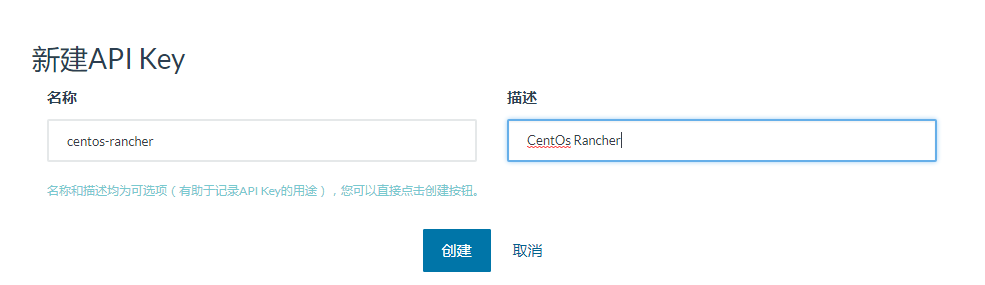 新建API Key
名称 描述
centos-rancher CentOs Rancher
名称和描述均为可选项（有助于记录API Key的用途），您可以直接点击创建按钮。
创建 取消